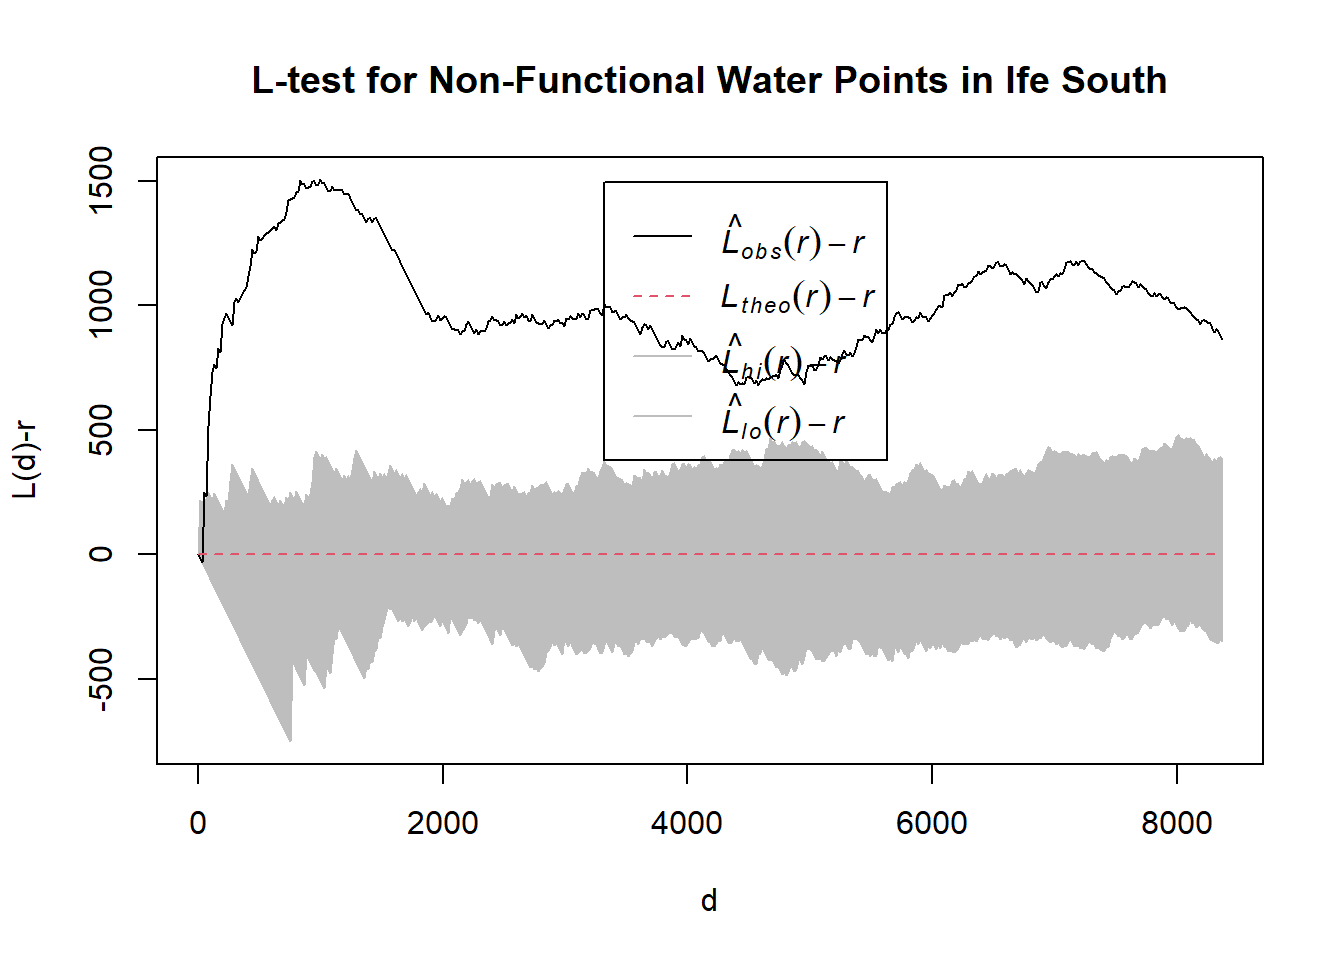 L-test for Non-Functional Water Points in Ife South
L̂obs(r) – r
Ltheo(r) – r
L̂hi(r) – r
L̂lo(r) – r
L(d)-r
1500
1000
500
0
-500
0 2000 4000 6000 8000
d